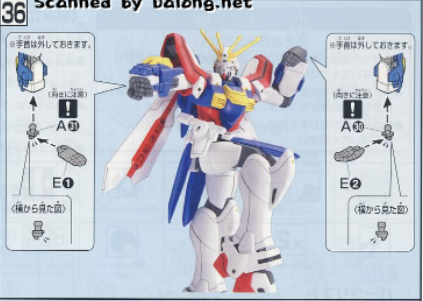 36
Scanned by Dalong.net
※手首は外しておきます。
(向きに注意)
!
A㉛
E❶
〈横から見た図〉
※手首は外しておきます。
(向きに注意)
!
A㉚
E❷
〈横から見た図〉